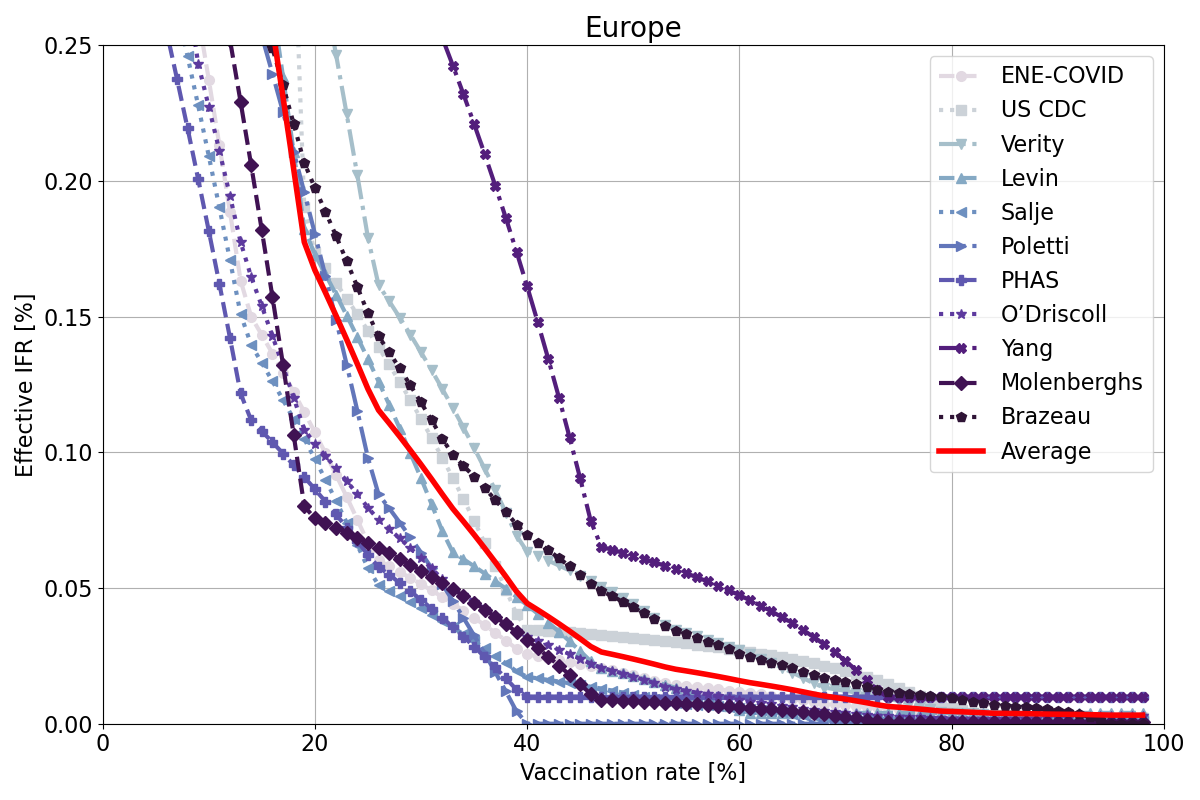 Europe
Effective IFR [%]
0.25
0.20
0.15
0.10
0.05
0.00
0
20
40
60
80
100
Vaccination rate [%]
ENE-COVID
US CDC
Verity
Levin
Salje
Poletti
PHAS
O’Driscoll
Yang
Molenberghs
Brazeau
Average